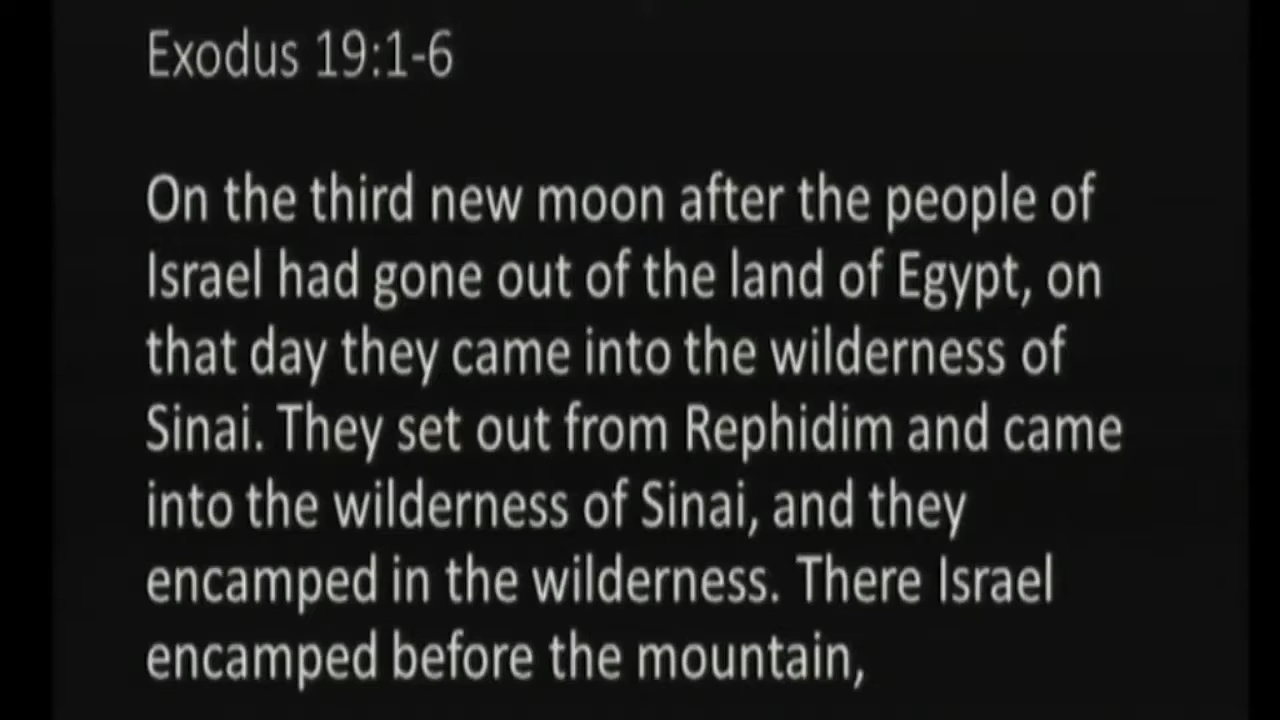 Exodus 19:1-6
On the third new moon after the people of
Israel had gone out of the land of Egypt, on
that day they came into the wilderness of
Sinai. They set out from Rephidim and came
into the wilderness of Sinai, and they
encamped in the wilderness. There Israel
encamped before the mountain,